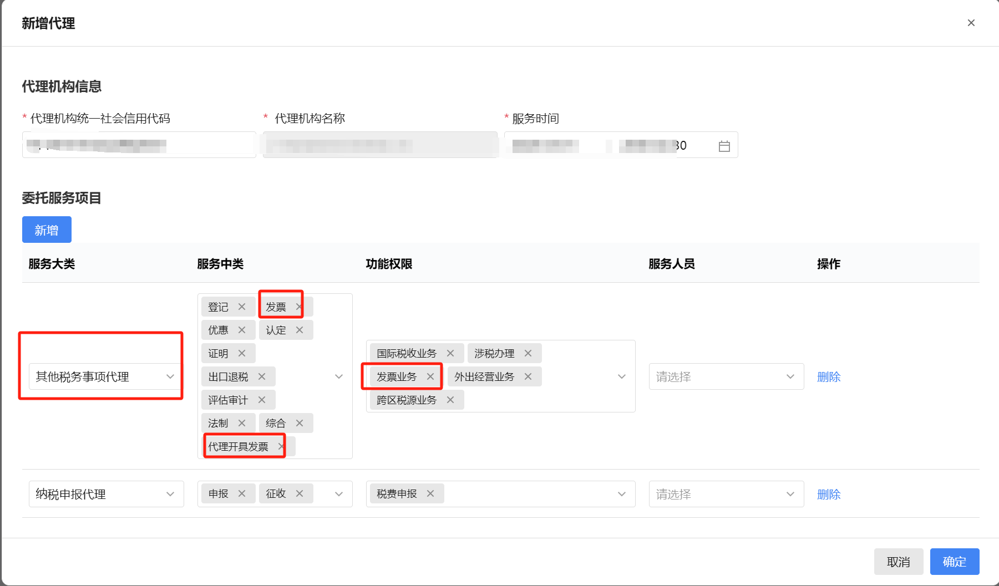 新增代理
代理机构信息
* 代理机构统一社会信用代码
* 代理机构名称
* 服务时间
30
委托服务项目
新增
服务大类 服务中类 功能权限 服务人员 操作
其他税务事项代理
登记 发票
优惠 认定
证明
出口退税
评估审计
法制 综合
代理开具发票
国际税收业务 涉税办理
发票业务 外出经营业务
跨区税源业务
请选择
删除
纳税申报代理
申报 征收
税费申报
请选择
删除
取消 确定